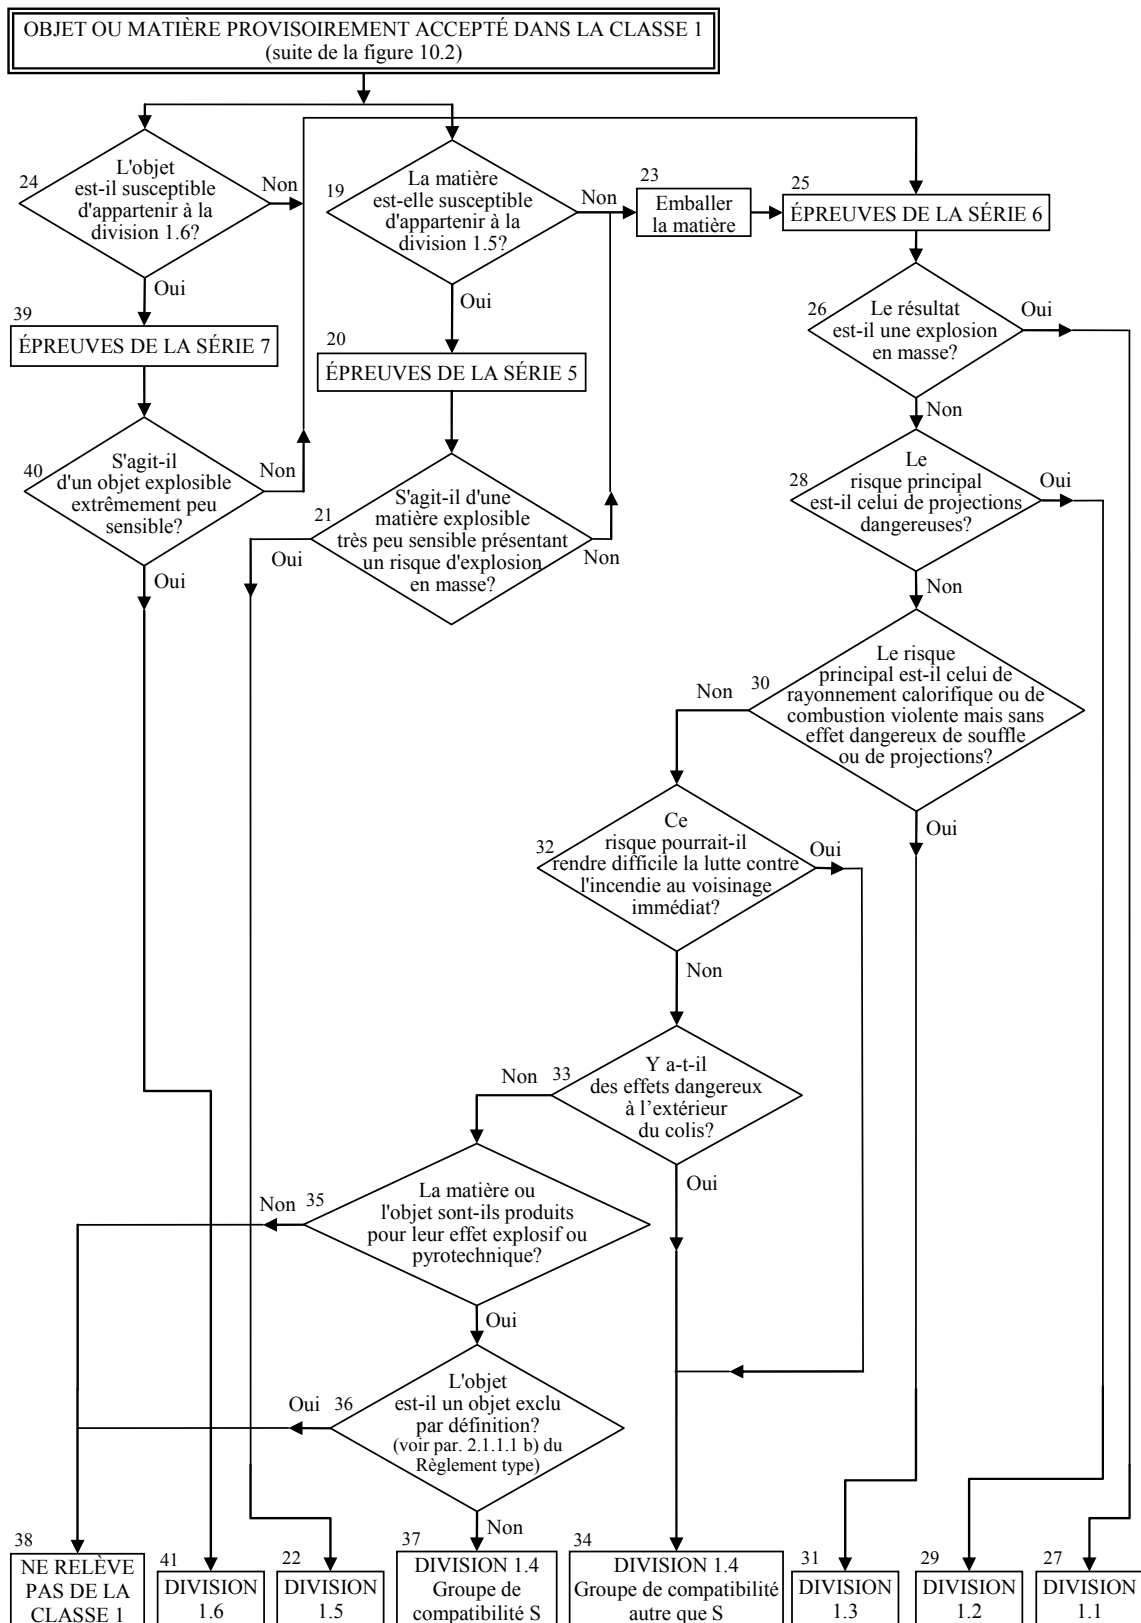 OBJET OU MATIÈRE PROVISOIREMENT ACCEPTÉ DANS LA CLASSE 1
(suite de la figure 10.2)
24
L'objet
est-il susceptible
d'appartenir à la
division 1.6?
Non
Oui
19
La matière
est-elle susceptible
d'appartenir à la
division 1.5?
Non
Oui
23
Emballer
la matière
25
ÉPREUVES DE LA SÉRIE 6
39
ÉPREUVES DE LA SÉRIE 7
20
ÉPREUVES DE LA SÉRIE 5
26
Le résultat
est-il une explosion
en masse?
Oui
Non
40
S'agit-il
d'un objet explosible
extrêmement peu
sensible?
Non
Oui
21
S'agit-il d'une
matière explosible
très peu sensible présentant
un risque d'explosion
en masse?
Oui
Non
28
Le
risque principal
est-il celui de projections
dangereuses?
Oui
Non
30
Le risque
principal est-il celui de
rayonnement calorifique ou de
combustion violente mais sans
effet dangereux de souffle
ou de projections?
Non
Oui
32
Ce
risque pourrait-il
rendre difficile la lutte contre
l'incendie au voisinage
immédiat?
Oui
Non
33
Y a-t-il
des effets dangereux
à l’extérieur
du colis?
Non
Oui
35
La matière ou
l'objet sont-ils produits
pour leur effet explosif ou
pyrotechnique?
Non
Oui
36
L'objet
est-il un objet exclu
par définition?
(voir par. 2.1.1.1 b) du
Règlement type)
Oui
Non
38
NE RELÈVE
PAS DE LA
CLASSE 1
41
DIVISION
1.6
22
DIVISION
1.5
37
DIVISION 1.4
Groupe de
compatibilité S
34
DIVISION 1.4
Groupe de compatibilité
autre que S
31
DIVISION
1.3
29
DIVISION
1.2
27
DIVISION
1.1